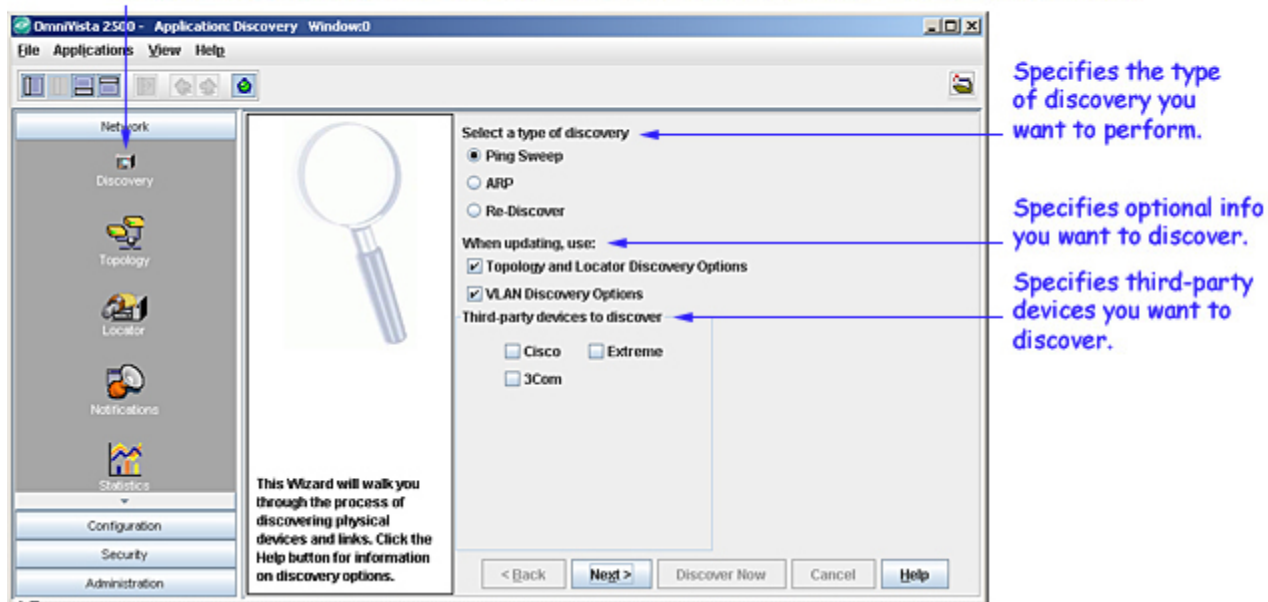 OmniVista 2500 - Application: Discovery Window:0
File Applications View Help
Network
Discovery
Topology
Locator
Notifications
Statistics
Configuration
Security
Administration
This Wizard will walk you
through the process of
discovering physical
devices and links. Click the
Help button for information
on discovery options.
Select a type of discovery
Ping Sweep
ARP
Re-Discover
When updating, use:
Topology and Locator Discovery Options
VLAN Discovery Options
Third-party devices to discover
Cisco Extreme
3Com
< Back Next > Discover Now Cancel Help
Specifies the type
of discovery you
want to perform.
Specifies optional info
you want to discover.
Specifies third-party
devices you want to
discover.